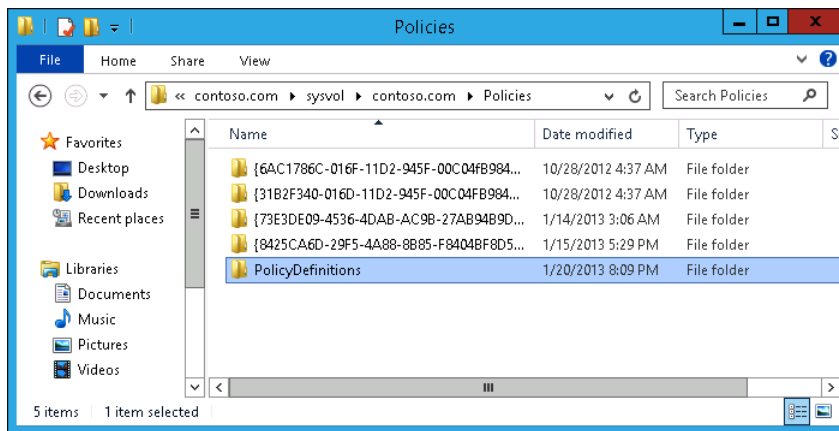 Policies
File Home Share View
« contoso.com ▸ sysvol ▸ contoso.com ▸ Policies Search Policies
Favorites
Desktop
Downloads
Recent places
Libraries
Documents
Music
Pictures
Videos
Name Date modified Type S
{6AC1786C-016F-11D2-945F-00C04fB984... 10/28/2012 4:37 AM File folder
{31B2F340-016D-11D2-945F-00C04FB984... 10/28/2012 4:37 AM File folder
{73E3DE09-4536-4DAB-AC9B-27AB94B9D... 1/14/2013 3:06 AM File folder
{8425CA6D-29F5-4A88-8B85-F8404BF8D5... 1/15/2013 5:29 PM File folder
PolicyDefinitions 1/20/2013 8:09 PM File folder
5 items 1 item selected